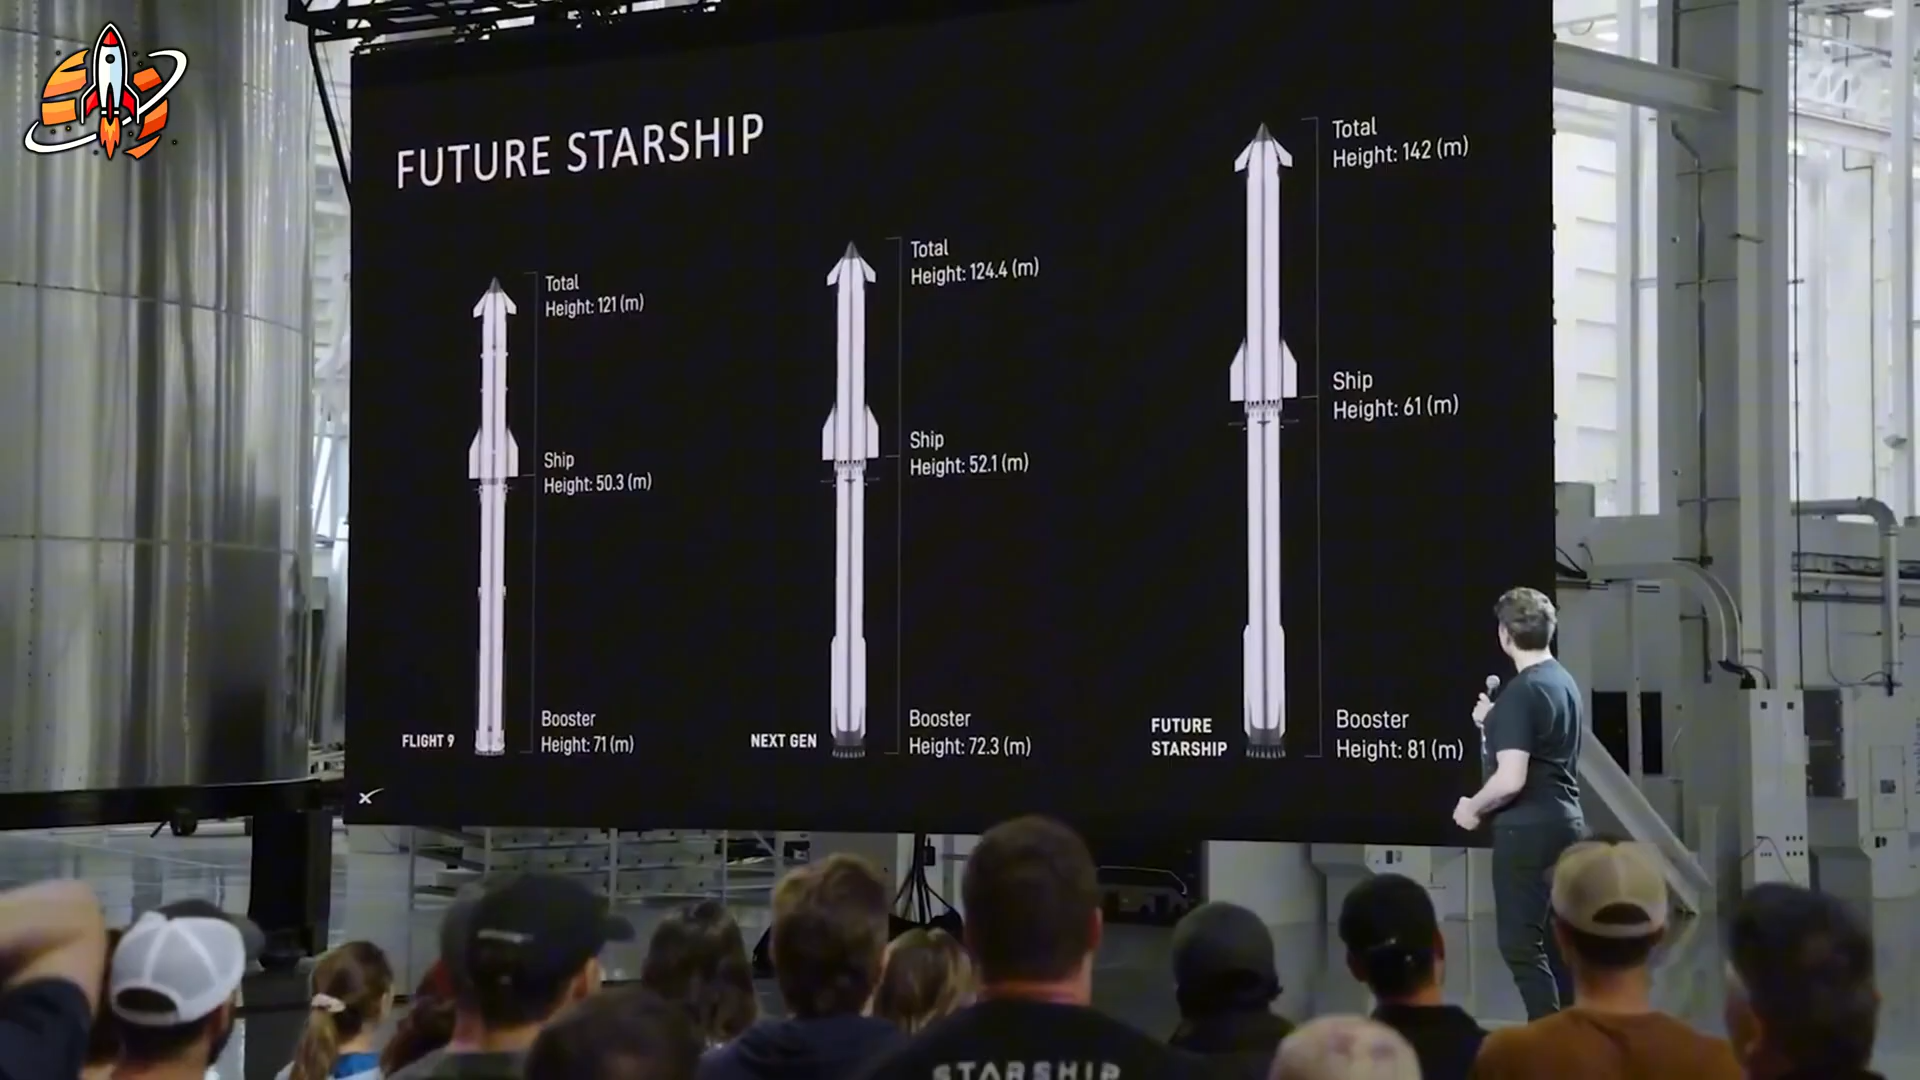 FUTURE STARSHIP
Total
Height: 121 (m)
Ship
Height: 50.3 (m)
Booster
Height: 71 (m)
FLIGHT 9
Total
Height: 124.4 (m)
Ship
Height: 52.1 (m)
Booster
Height: 72.3 (m)
NEXT GEN
Total
Height: 142 (m)
Ship
Height: 61 (m)
Booster
Height: 81 (m)
FUTURE
STARSHIP
STARSHIP